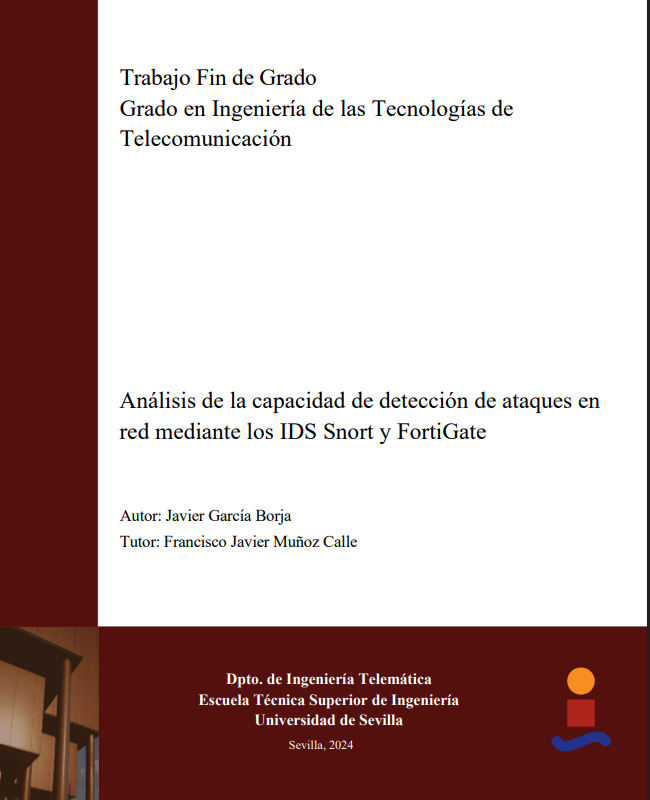 Trabajo Fin de Grado
Grado en Ingeniería de las Tecnologías de
Telecomunicación
Análisis de la capacidad de detección de ataques en
red mediante los IDS Snort y FortiGate
Autor: Javier García Borja
Tutor: Francisco Javier Muñoz Calle
Dpto. de Ingeniería Telemática
Escuela Técnica Superior de Ingeniería
Universidad de Sevilla
Sevilla, 2024